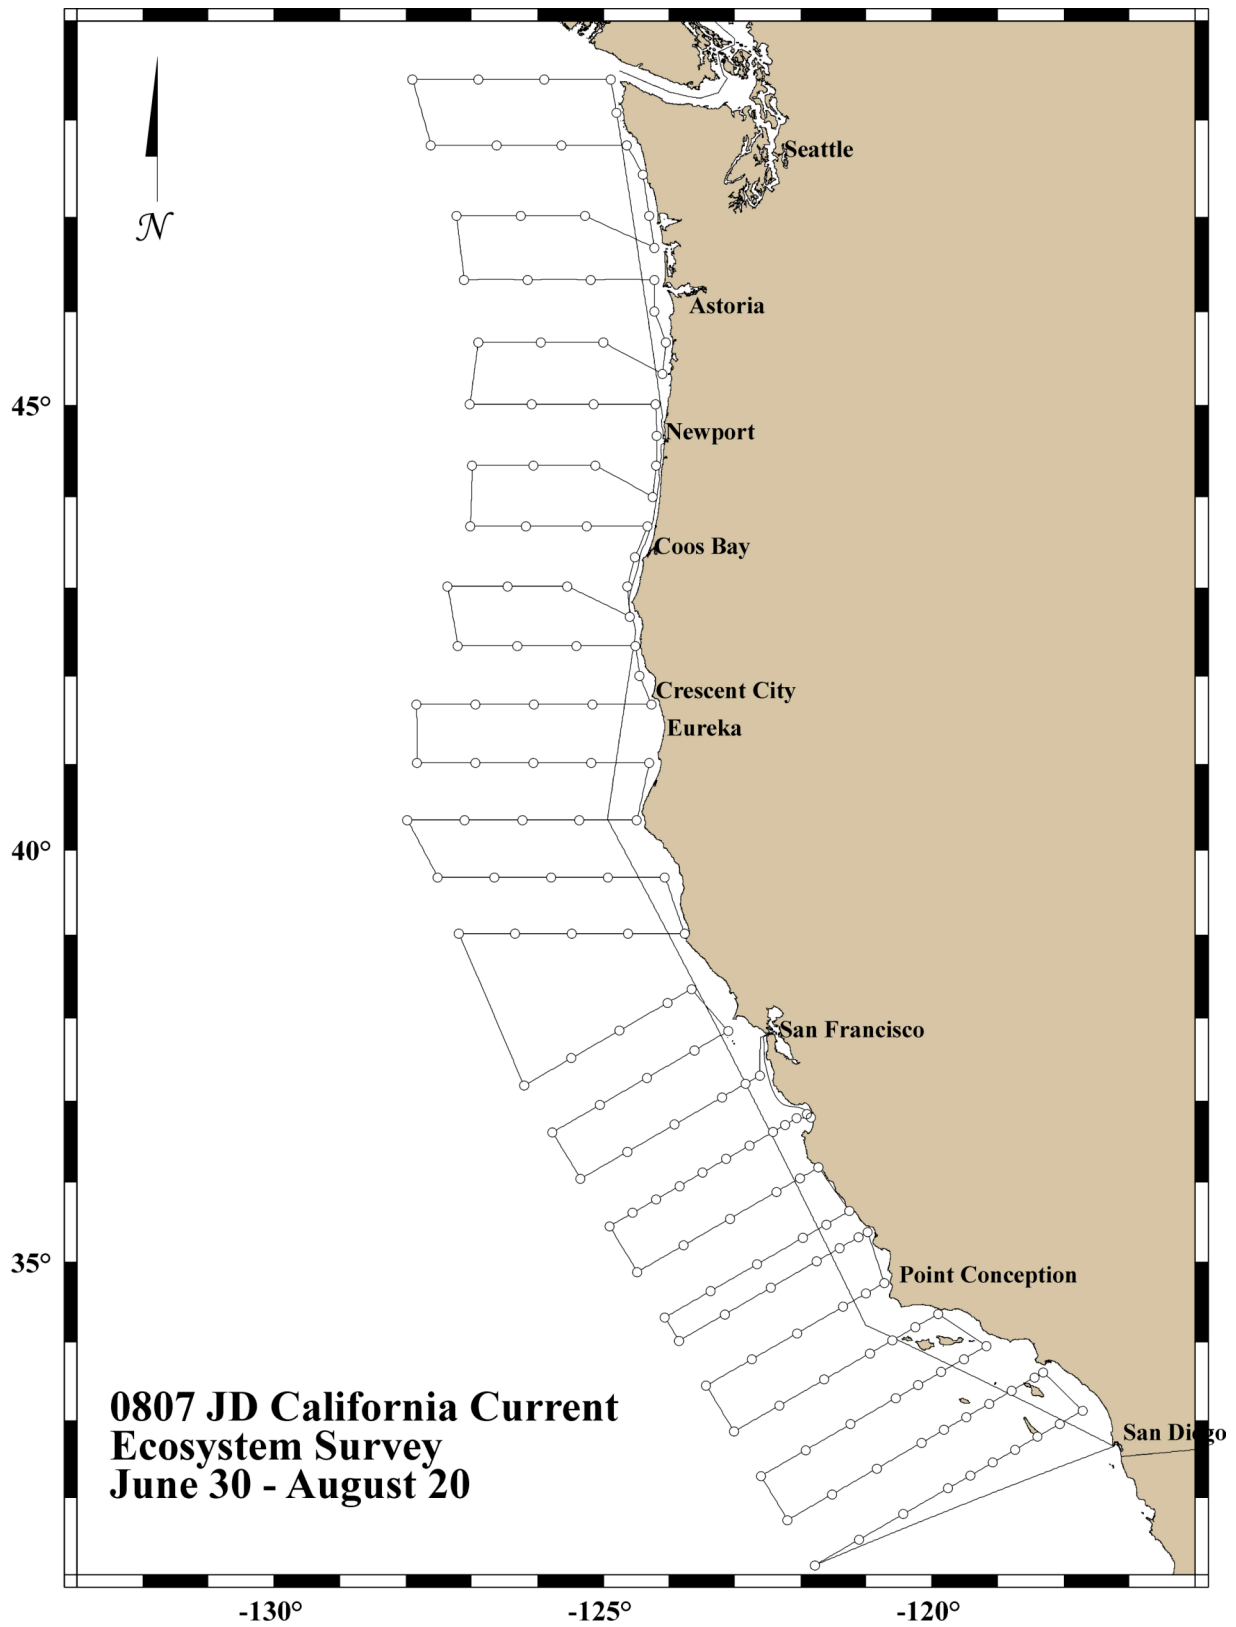 Seattle
N
Astoria
45°
Newport
Coos Bay
Crescent City
Eureka
40°
San Francisco
35°
Point Conception
0807 JD California Current
Ecosystem Survey
June 30 - August 20
San Diego
-130°
-125°
-120°